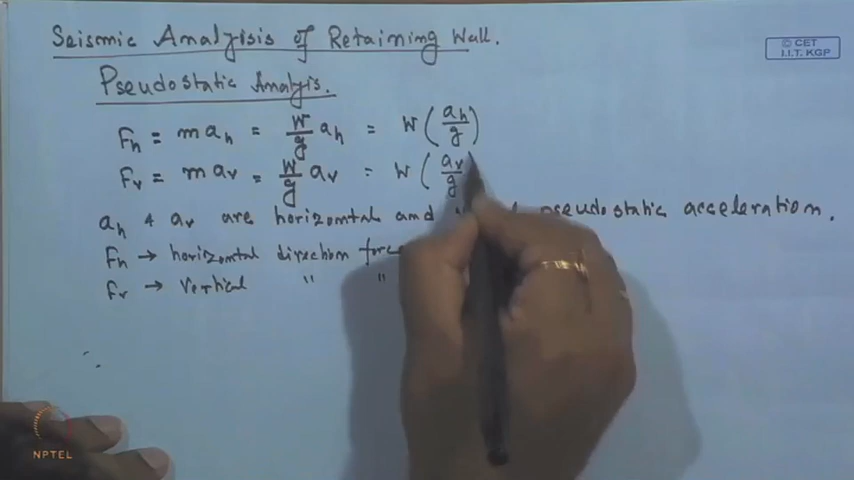 Seismic Analysis of Retaining Wall.
© CET
I.I.T. KGP
Pseudostatic Analysis.
Fh = mah = W/g ah = W (ah/g)
Fv = mav = W/g av = W (av/g)
ah & av are horizontal and pseudostatic acceleration.
Fh → horizontal direction force
Fv → vertical " "
NPTEL